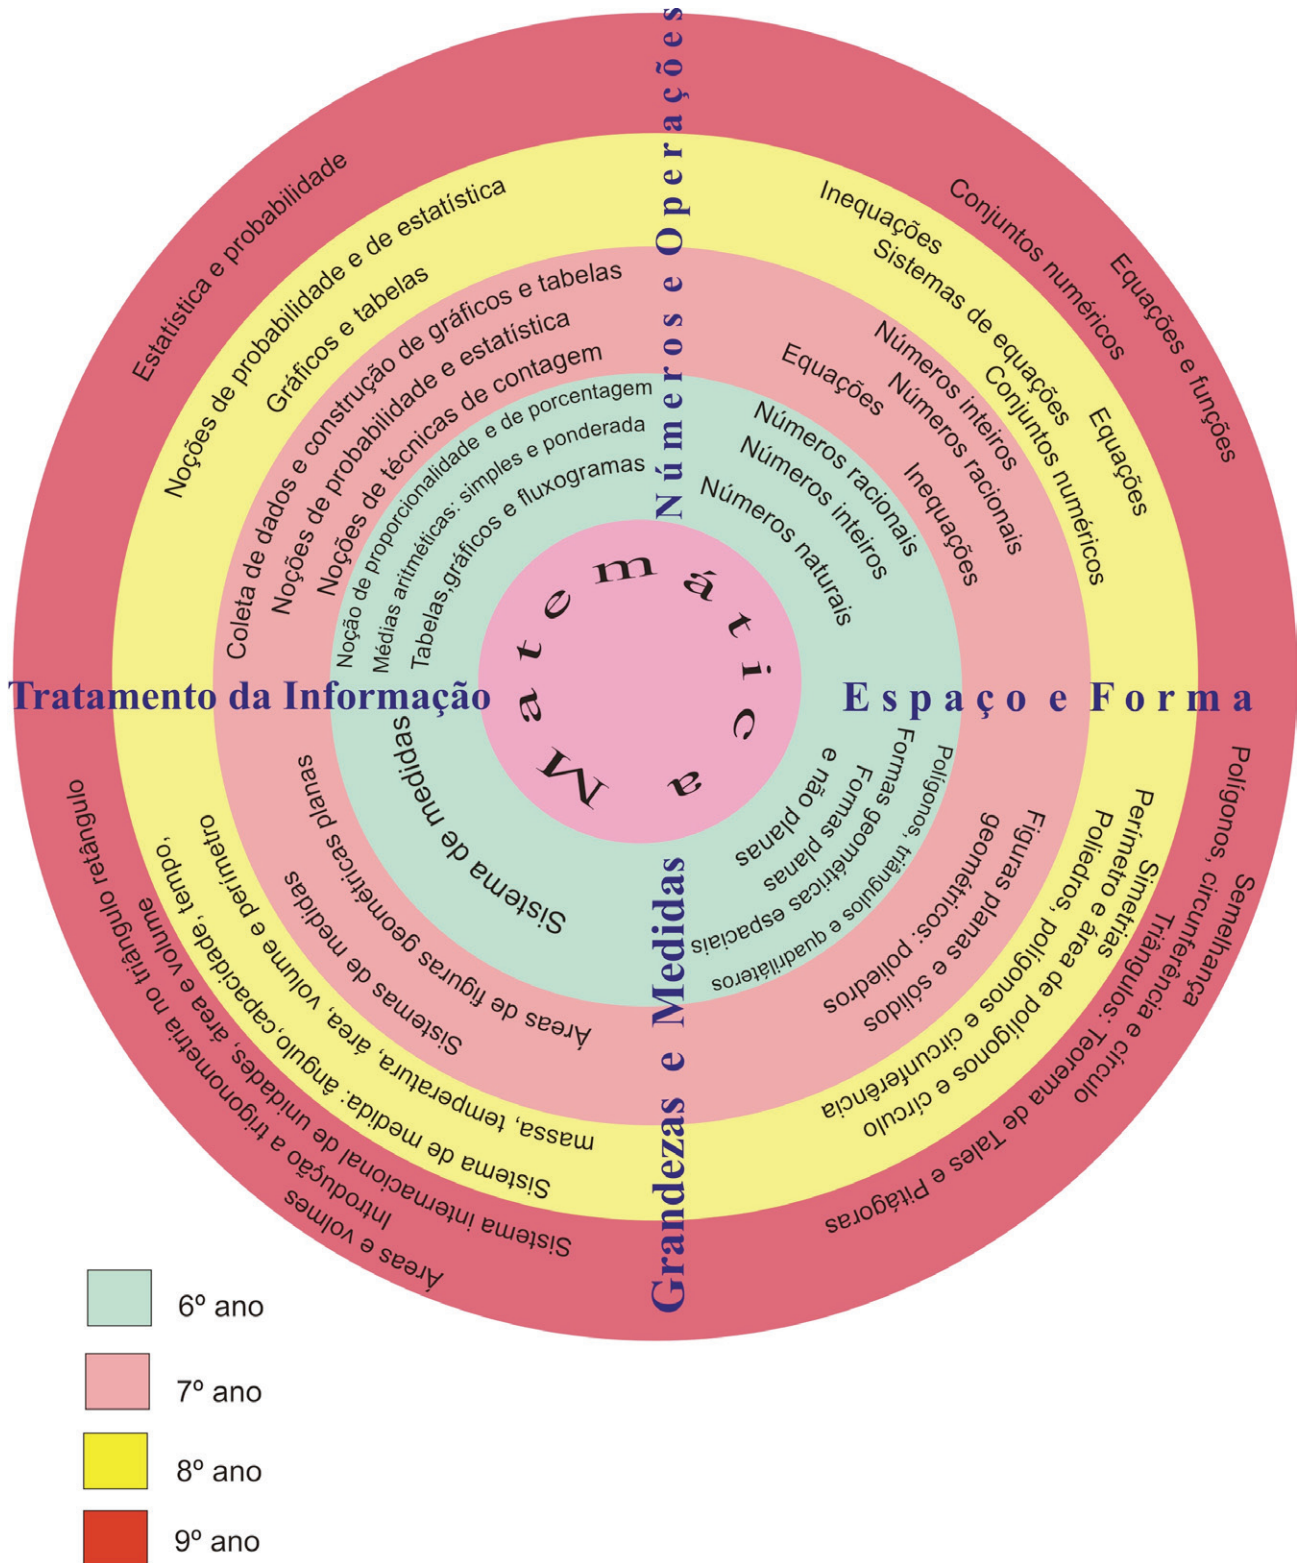 Números e Operações
Estatística e probabilidade
Noções de probabilidade e de estatística
Gráficos e tabelas
Coleta de dados e construção de gráficos e tabelas
Noções de probabilidade e estatística
Noções de técnicas de contagem
Noção de proporcionalidade e de porcentagem
Médias aritméticas: simples e ponderada
Tabelas,gráficos e fluxogramas
Equações e funções
Conjuntos numéricos
Inequações
Sistemas de equações
Conjuntos numéricos
Equações
Números inteiros
Números racionais
Equações
Inequações
Números racionais
Números inteiros
Números naturais
Matemática
Tratamento da Informação
Espaço e Forma
Sistema de medidas
Áreas de figuras geométricas planas
Sistemas de medidas
massa, temperatura, área, volume e perímetro
Sistema de medida: ângulo,capacidade, tempo,
Sistema internacional de unidades, área e volume
Introdução a trigonometria no triângulo retângulo
Áreas e volmes
Formas planas
e não planas
Formas geométricas espaciais
Polígonos, triângulos e quadriláteros
Figuras planas e sólidos
geométricos: poliedros
Poliedros, polígonos e circunferência
Perímetro e área de polígonos e círculo
Simetrias
Triângulos: Teorema de Tales e Pitágoras
Polígonos, circunferência e círculo
Semelhança
Grandezas e Medidas
6º ano
7º ano
8º ano
9º ano